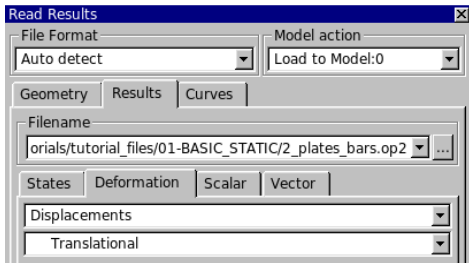 Read Results
File Format
Model action
Auto detect
Load to Model:0
Geometry Results Curves
Filename
orials/tutorial_files/01-BASIC_STATIC/2_plates_bars.op2 ...
States Deformation Scalar Vector
Displacements
Translational